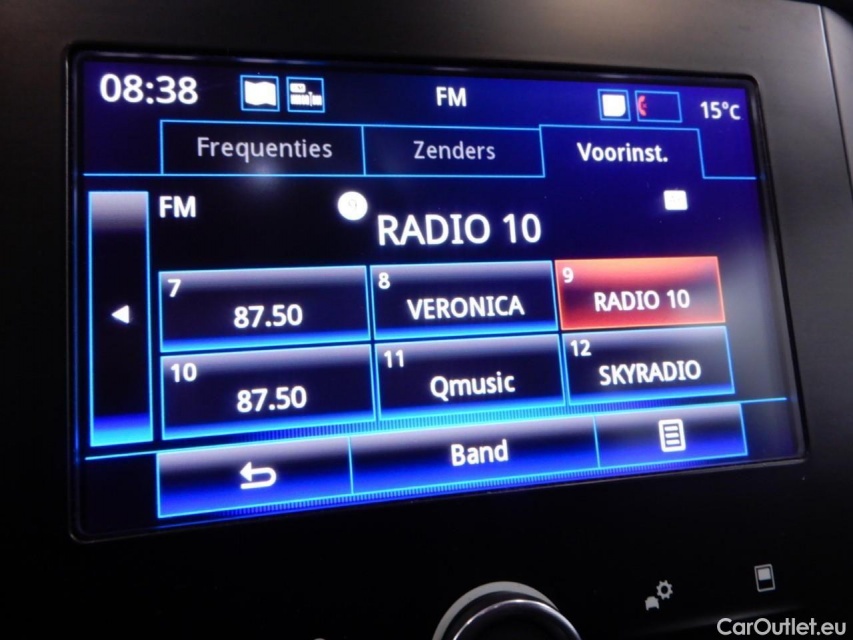 08:38 FM 15°C
Frequenties Zenders Voorinst.
FM 9
RADIO 10
7 87.50
8 VERONICA
9 RADIO 10
10 87.50
11 Qmusic
12 SKYRADIO
Band
CarOutlet.eu